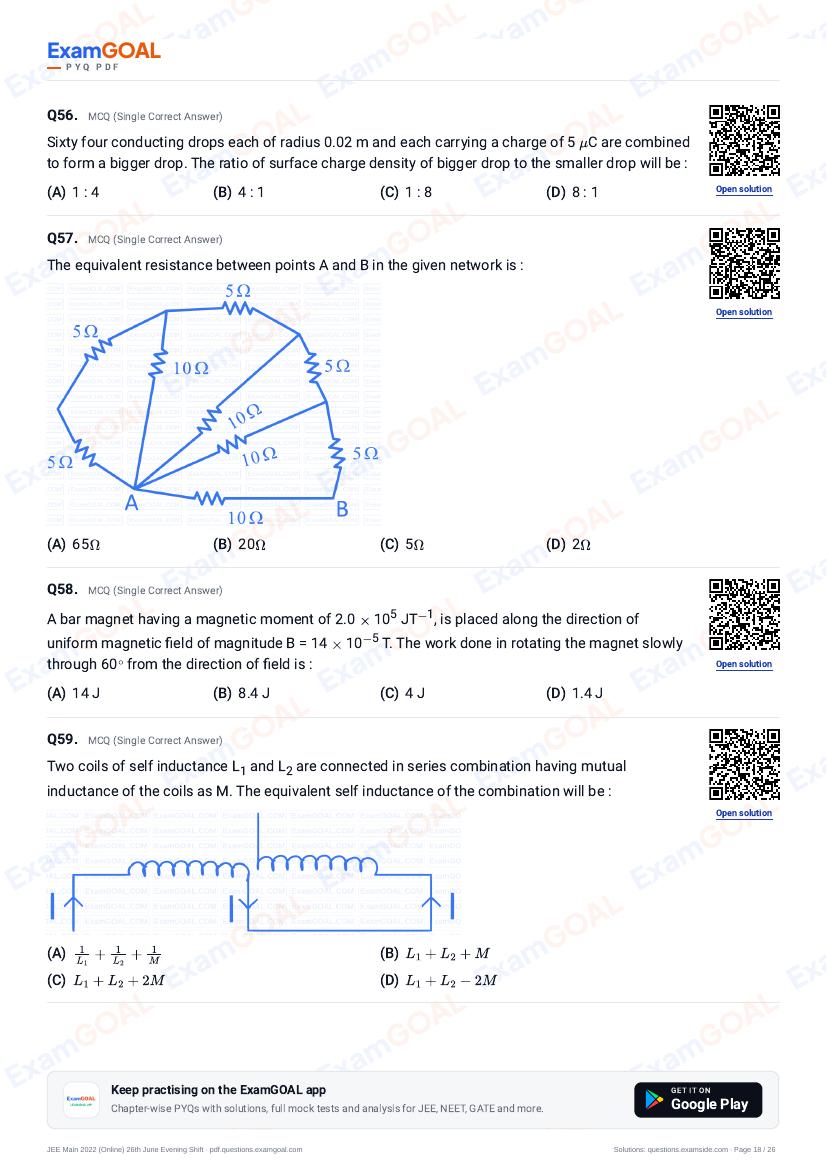 ExamGOAL
PYQ PDF
Q56. MCQ (Single Correct Answer)
Sixty four conducting drops each of radius 0.02 m and each carrying a charge of 5 μC are combined
to form a bigger drop. The ratio of surface charge density of bigger drop to the smaller drop will be :
(A) 1 : 4 (B) 4 : 1 (C) 1 : 8 (D) 8 : 1
Open solution
Q57. MCQ (Single Correct Answer)
The equivalent resistance between points A and B in the given network is :
Open solution
5Ω
5Ω
10Ω
5Ω
10Ω
10Ω
5Ω
5Ω
A
B
10Ω
(A) 65Ω (B) 20Ω (C) 5Ω (D) 2Ω
Q58. MCQ (Single Correct Answer)
A bar magnet having a magnetic moment of 2.0 × 10⁵ JT⁻¹, is placed along the direction of
uniform magnetic field of magnitude B = 14 × 10⁻⁵ T. The work done in rotating the magnet slowly
through 60° from the direction of field is :
(A) 14 J (B) 8.4 J (C) 4 J (D) 1.4 J
Open solution
Q59. MCQ (Single Correct Answer)
Two coils of self inductance L₁ and L₂ are connected in series combination having mutual
inductance of the coils as M. The equivalent self inductance of the combination will be :
Open solution
I I I
(A) 1/L₁ + 1/L₂ + 1/M (B) L₁ + L₂ + M
(C) L₁ + L₂ + 2M (D) L₁ + L₂ − 2M
ExamGOAL
Keep practising on the ExamGOAL app
Chapter-wise PYQs with solutions, full mock tests and analysis for JEE, NEET, GATE and more.
GET IT ON
Google Play
JEE Main 2022 (Online) 26th June Evening Shift · pdf.questions.examgoal.com
Solutions: questions.examside.com · Page 18 / 26